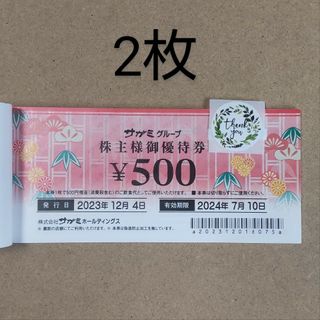 2枚
サガミグループ
thank you
株主様御優待券
¥500
発行日 2023年12月4日 有効期限 2024年7月10日
株式会社サガミホールディングス
a202312018075a